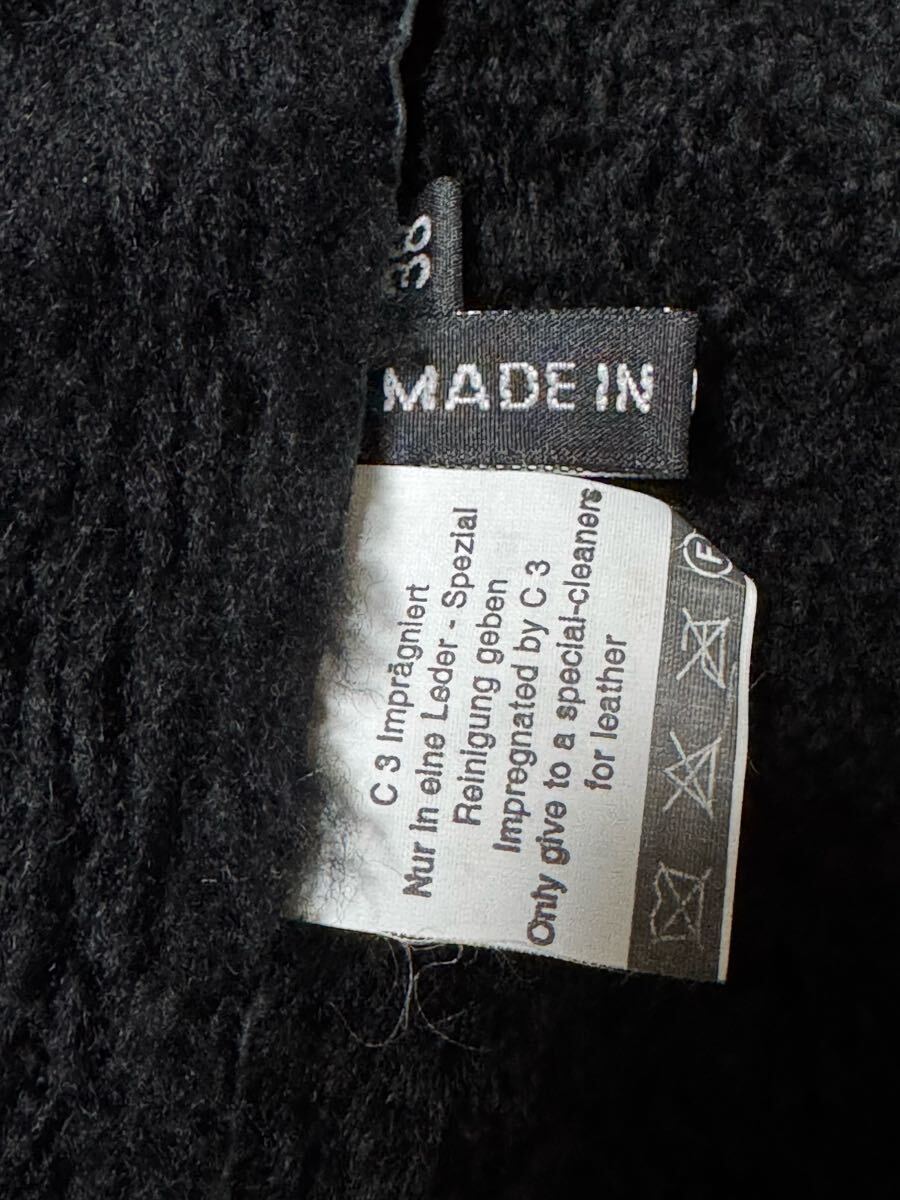 36
MADE IN
C 3 Imprägniert
Nur in eine Leder - Spezial
Reinigung geben
Impregnated by C 3
Only give to a special-cleaners
for leather
F